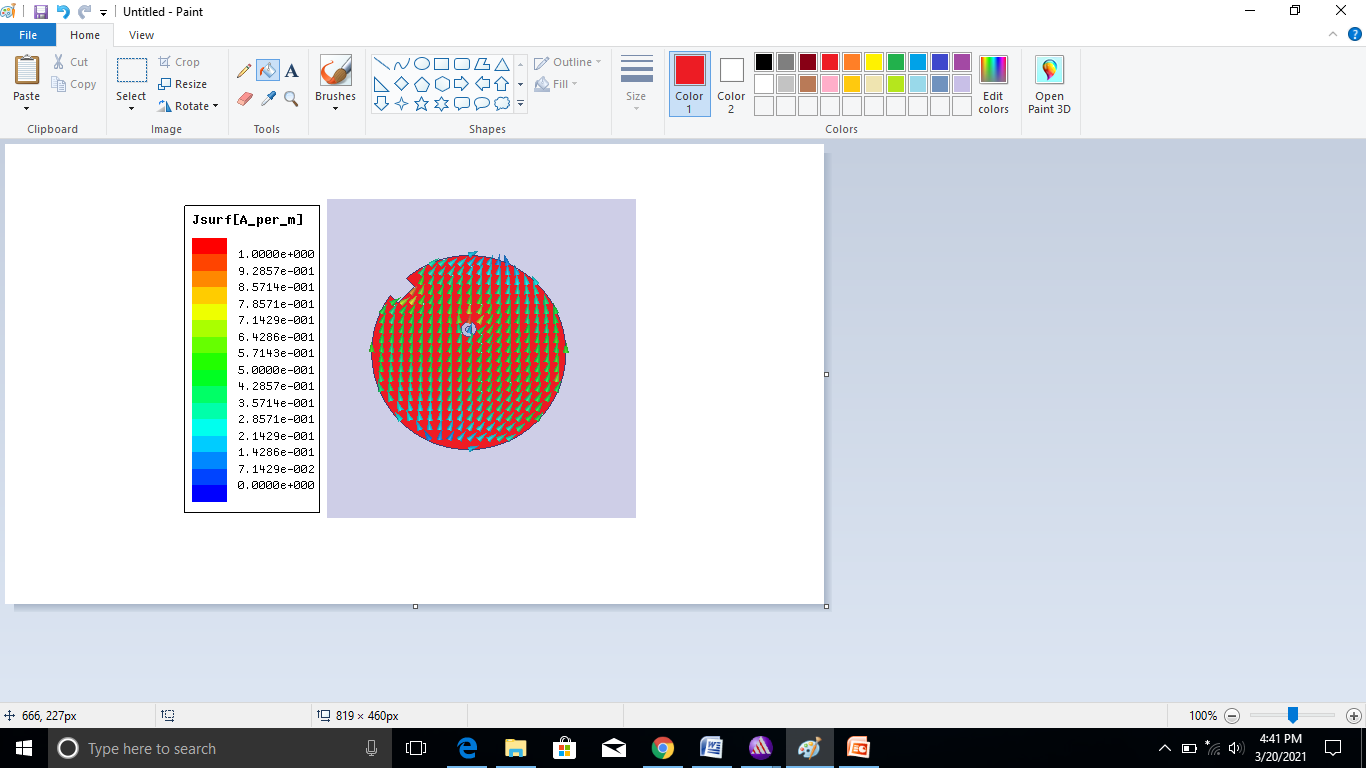 Untitled - Paint
File Home View
Paste
Cut
Copy
Clipboard
Select
Crop
Resize
Rotate
Image
A
Tools
Brushes
Outline
Fill
Shapes
Size
Color 1
Color 2
Edit colors
Colors
Open Paint 3D
Jsurf[A_per_m]
1.0000e+000
9.2857e-001
8.5714e-001
7.8571e-001
7.1429e-001
6.4286e-001
5.7143e-001
5.0000e-001
4.2857e-001
3.5714e-001
2.8571e-001
2.1429e-001
1.4286e-001
7.1429e-002
0.0000e+000
666, 227px
819 × 460px
100%
Type here to search
4:41 PM
3/20/2021